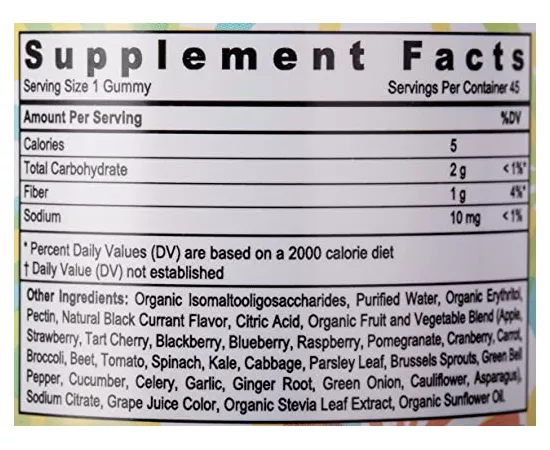 Supplement Facts
Serving Size 1 Gummy Servings Per Container 45
Amount Per Serving %DV
Calories 5
Total Carbohydrate 2 g <1%*
Fiber 1 g 4%*
Sodium 10 mg <1%
* Percent Daily Values (DV) are based on a 2000 calorie diet
† Daily Value (DV) not established
Other Ingredients: Organic Isomaltooligosaccharides, Purified Water, Organic Erythritol,
Pectin, Natural Black Currant Flavor, Citric Acid, Organic Fruit and Vegetable Blend (Apple,
Strawberry, Tart Cherry, Blackberry, Blueberry, Raspberry, Pomegranate, Cranberry, Carrot,
Broccoli, Beet, Tomato, Spinach, Kale, Cabbage, Parsley Leaf, Brussels Sprouts, Green Bell
Pepper, Cucumber, Celery, Garlic, Ginger Root, Green Onion, Cauliflower, Asparagus),
Sodium Citrate, Grape Juice Color, Organic Stevia Leaf Extract, Organic Sunflower Oil.